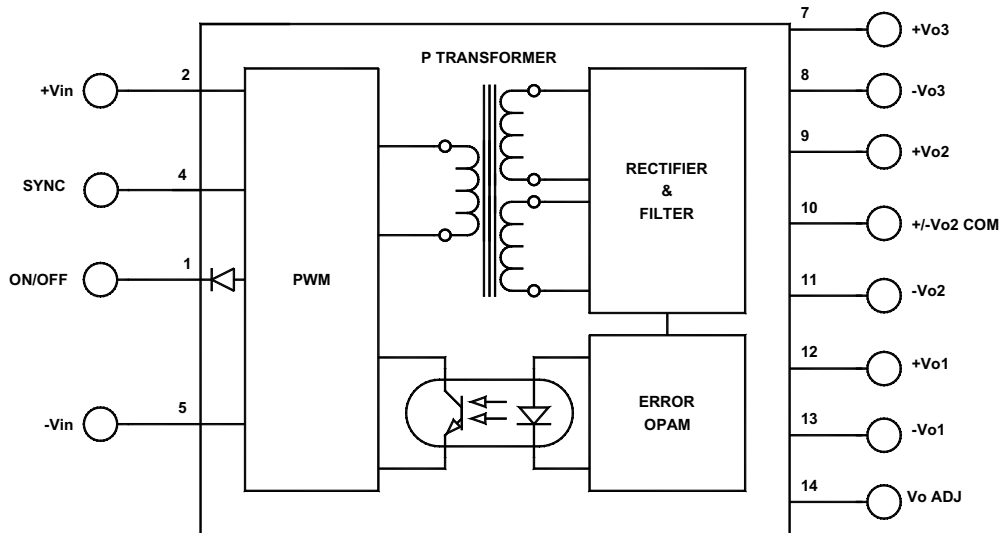 7
+Vo3
P TRANSFORMER
2
+Vin
8
-Vo3
9
+Vo2
SYNC
4
RECTIFIER
&
FILTER
10
+/-Vo2 COM
1
ON/OFF
PWM
11
-Vo2
12
+Vo1
5
-Vin
ERROR
OPAM
13
-Vo1
14
Vo ADJ